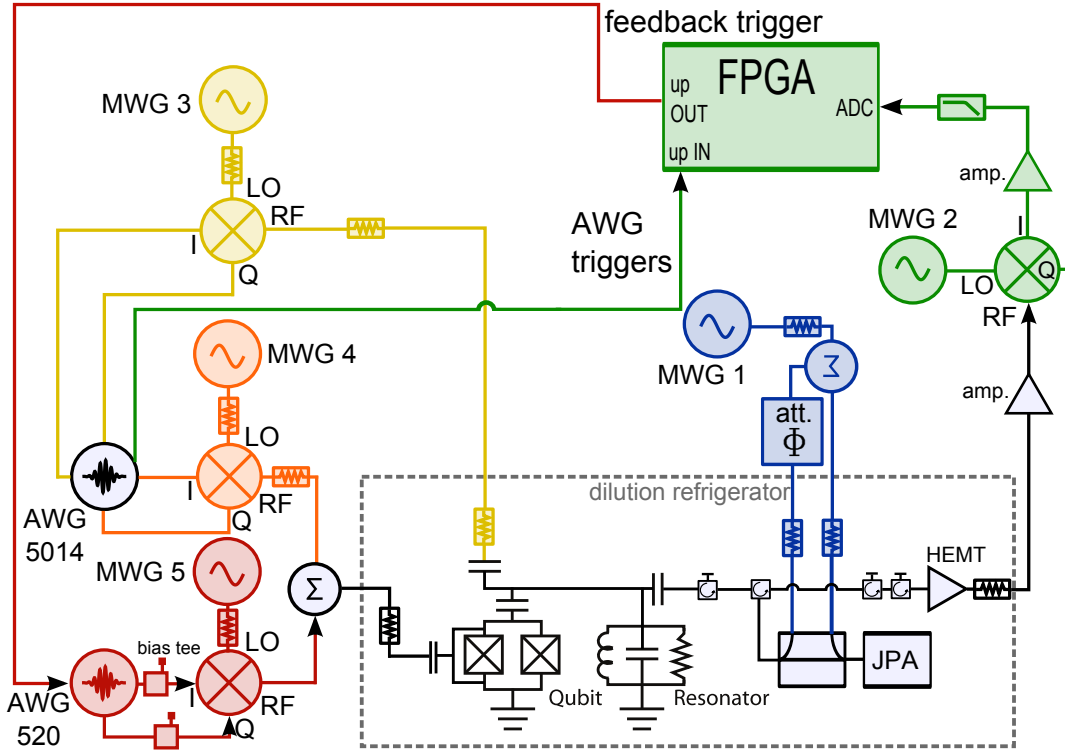 feedback trigger
FPGA
up
OUT
ADC
up IN
MWG 3
LO
RF
I
Q
AWG
triggers
amp.
I
MWG 2
LO
Q
RF
MWG 4
LO
I
RF
Q
MWG 1
Σ
att.
Φ
amp.
dilution refrigerator
AWG
5014
MWG 5
HEMT
Σ
LO
bias tee
I
RF
Q
AWG
520
Qubit
Resonator
JPA